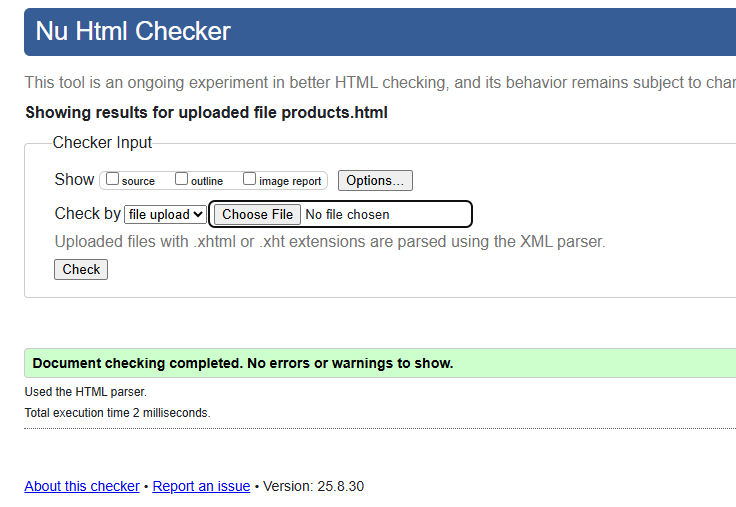 Nu Html Checker
This tool is an ongoing experiment in better HTML checking, and its behavior remains subject to
Showing results for uploaded file products.html
Checker Input
Show source outline image report Options...
Check by file upload Choose File No file chosen
Uploaded files with .xhtml or .xht extensions are parsed using the XML parser.
Check
Document checking completed. No errors or warnings to show.
Used the HTML parser.
Total execution time 2 milliseconds.
About this checker • Report an issue • Version: 25.8.30